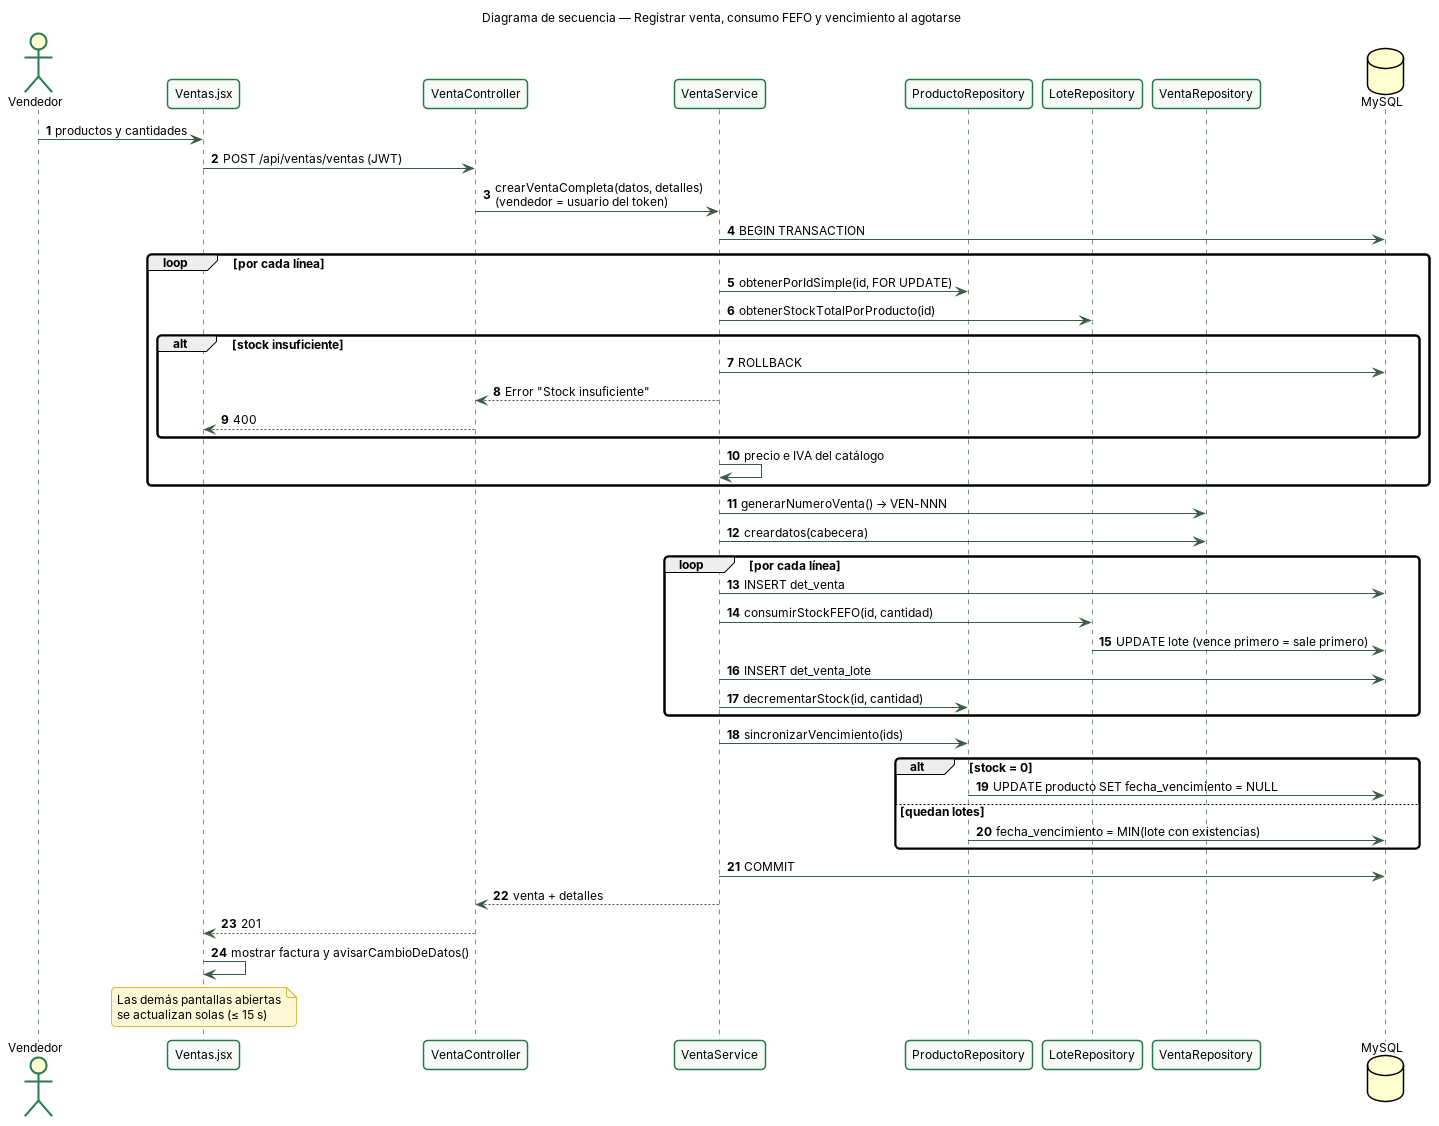 Diagrama de secuencia — Registrar venta, consumo FEFO y vencimiento al agotarse
Vendedor
Ventas.jsx
VentaController
VentaService
ProductoRepository
LoteRepository
VentaRepository
MySQL
1 productos y cantidades
2 POST /api/ventas/ventas (JWT)
3 crearVentaCompleta(datos, detalles)
(vendedor = usuario del token)
4 BEGIN TRANSACTION
loop [por cada línea]
5 obtenerPorIdSimple(id, FOR UPDATE)
6 obtenerStockTotalPorProducto(id)
alt [stock insuficiente]
7 ROLLBACK
8 Error "Stock insuficiente"
9 400
10 precio e IVA del catálogo
11 generarNumeroVenta() → VEN-NNN
12 creardatos(cabecera)
loop [por cada línea]
13 INSERT det_venta
14 consumirStockFEFO(id, cantidad)
15 UPDATE lote (vence primero = sale primero)
16 INSERT det_venta_lote
17 decrementarStock(id, cantidad)
18 sincronizarVencimiento(ids)
alt [stock = 0]
19 UPDATE producto SET fecha_vencimiento = NULL
[quedan lotes]
20 fecha_vencimiento = MIN(lote con existencias)
21 COMMIT
22 venta + detalles
23 201
24 mostrar factura y avisarCambioDeDatos()
Las demás pantallas abiertas
se actualizan solas (≤ 15 s)
Vendedor
Ventas.jsx
VentaController
VentaService
ProductoRepository
LoteRepository
VentaRepository
MySQL